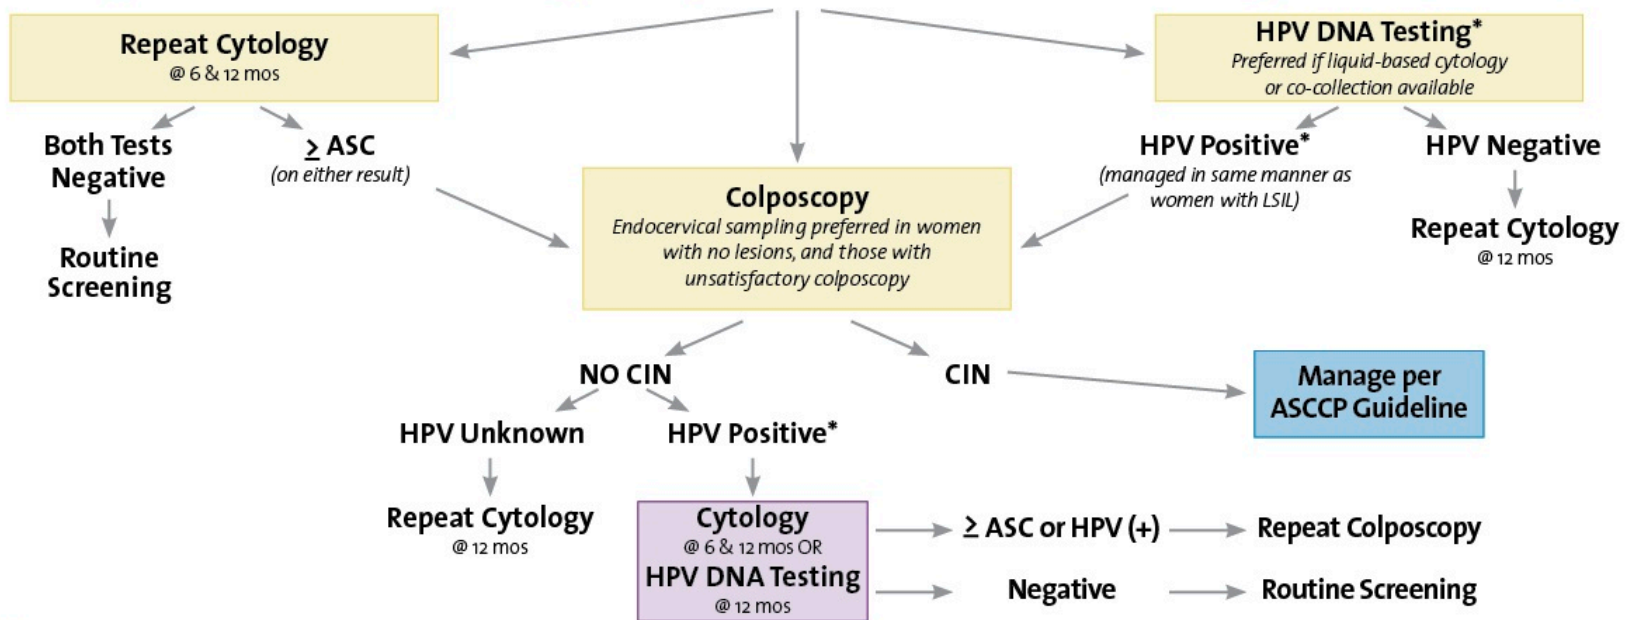 Repeat Cytology
@ 6 & 12 mos
HPV DNA Testing*
Preferred if liquid-based cytology
or co-collection available
Both Tests
Negative
≥ ASC
(on either result)
HPV Positive*
(managed in same manner as
women with LSIL)
HPV Negative
Routine
Screening
Colposcopy
Endocervical sampling preferred in women
with no lesions, and those with
unsatisfactory colposcopy
Repeat Cytology
@ 12 mos
NO CIN
CIN
Manage per
ASCCP Guideline
HPV Unknown
HPV Positive*
Repeat Cytology
@ 12 mos
Cytology
@ 6 & 12 mos OR
HPV DNA Testing
@ 12 mos
≥ ASC or HPV (+)
Repeat Colposcopy
Negative
Routine Screening